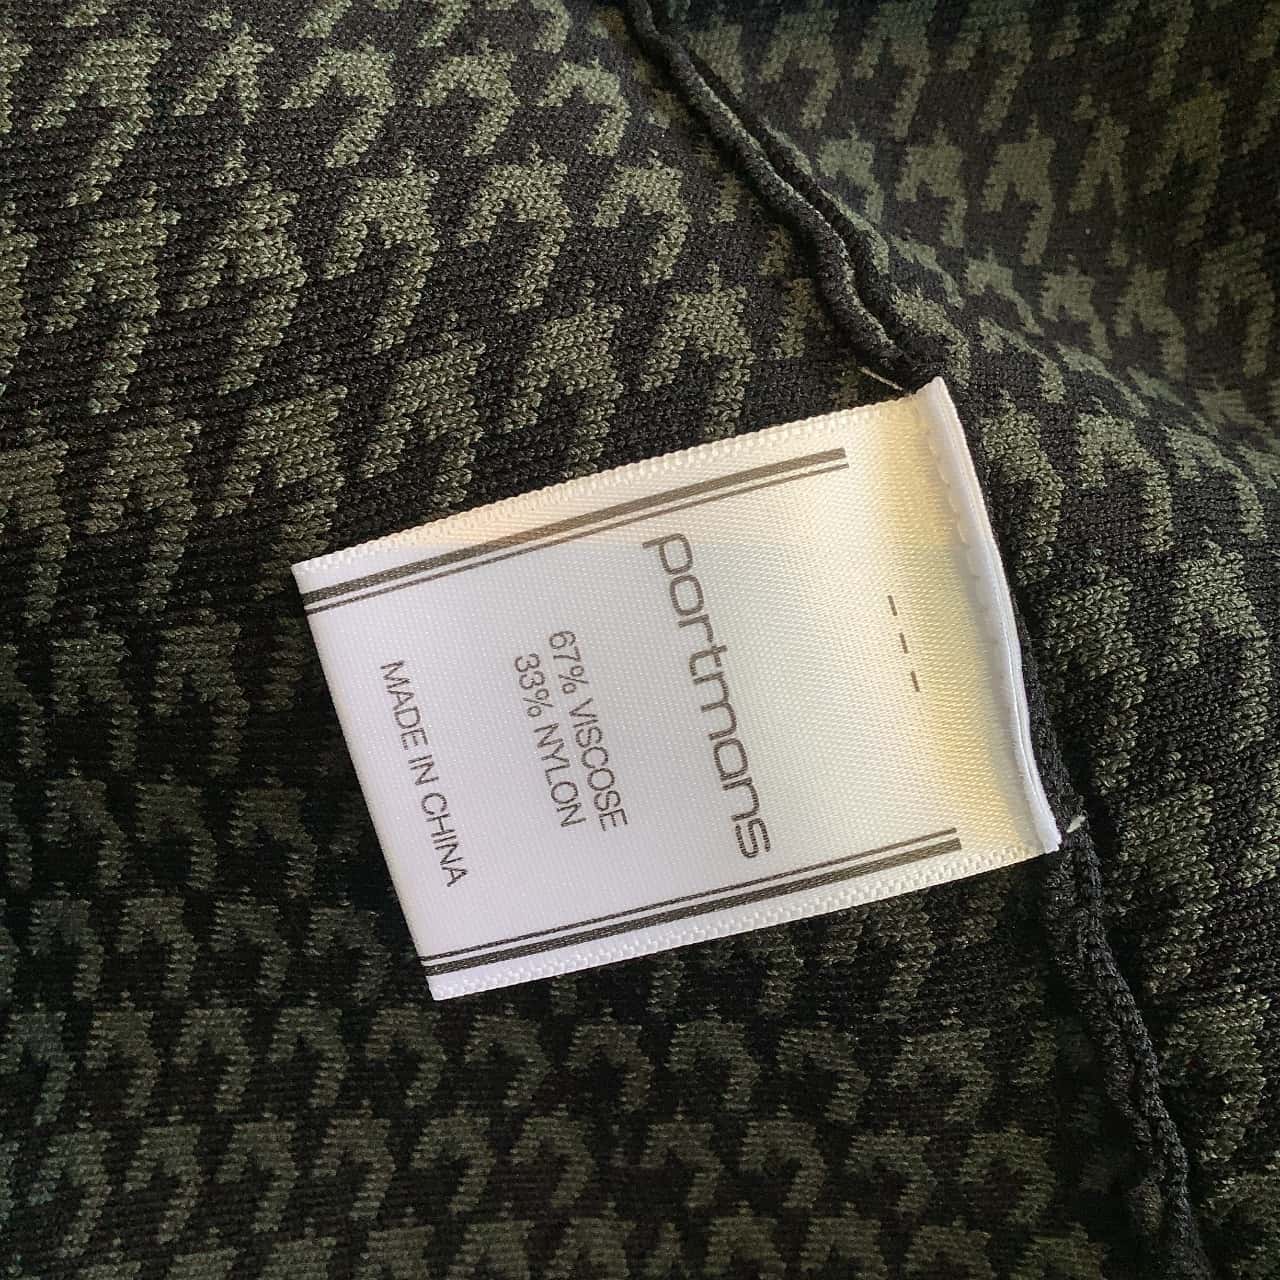 portmans
67% VISCOSE
33% NYLON
MADE IN CHINA